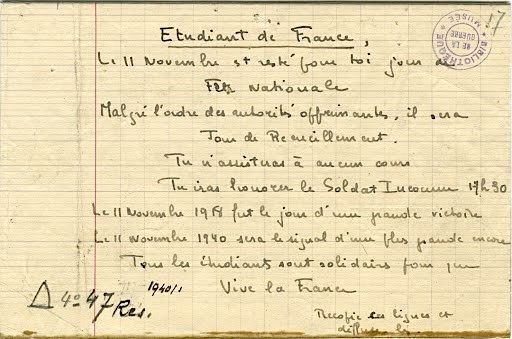 17
BIBLIOTHÈQUE * MUSÉE *
DE LA
GUERRE
Etudiant de France,
Le 11 Novembre est resté pour toi jour de
Fête Nationale
Malgré l'ordre des autorités opprimantes, il sera
Jour de Recueillement.
Tu n'assisteras à aucun cours
Tu iras honorer le Soldat Inconnu 17h30
Le 11 Novembre 1918 fut le jour d'une grande victoire
Le 11 Novembre 1940 sera le signal d'une plus grande encore
Tous les étudiants sont solidaires pour que
Vive la France
Recopie ces lignes et
diffuse les.
4º 47
Rés.
1940/1